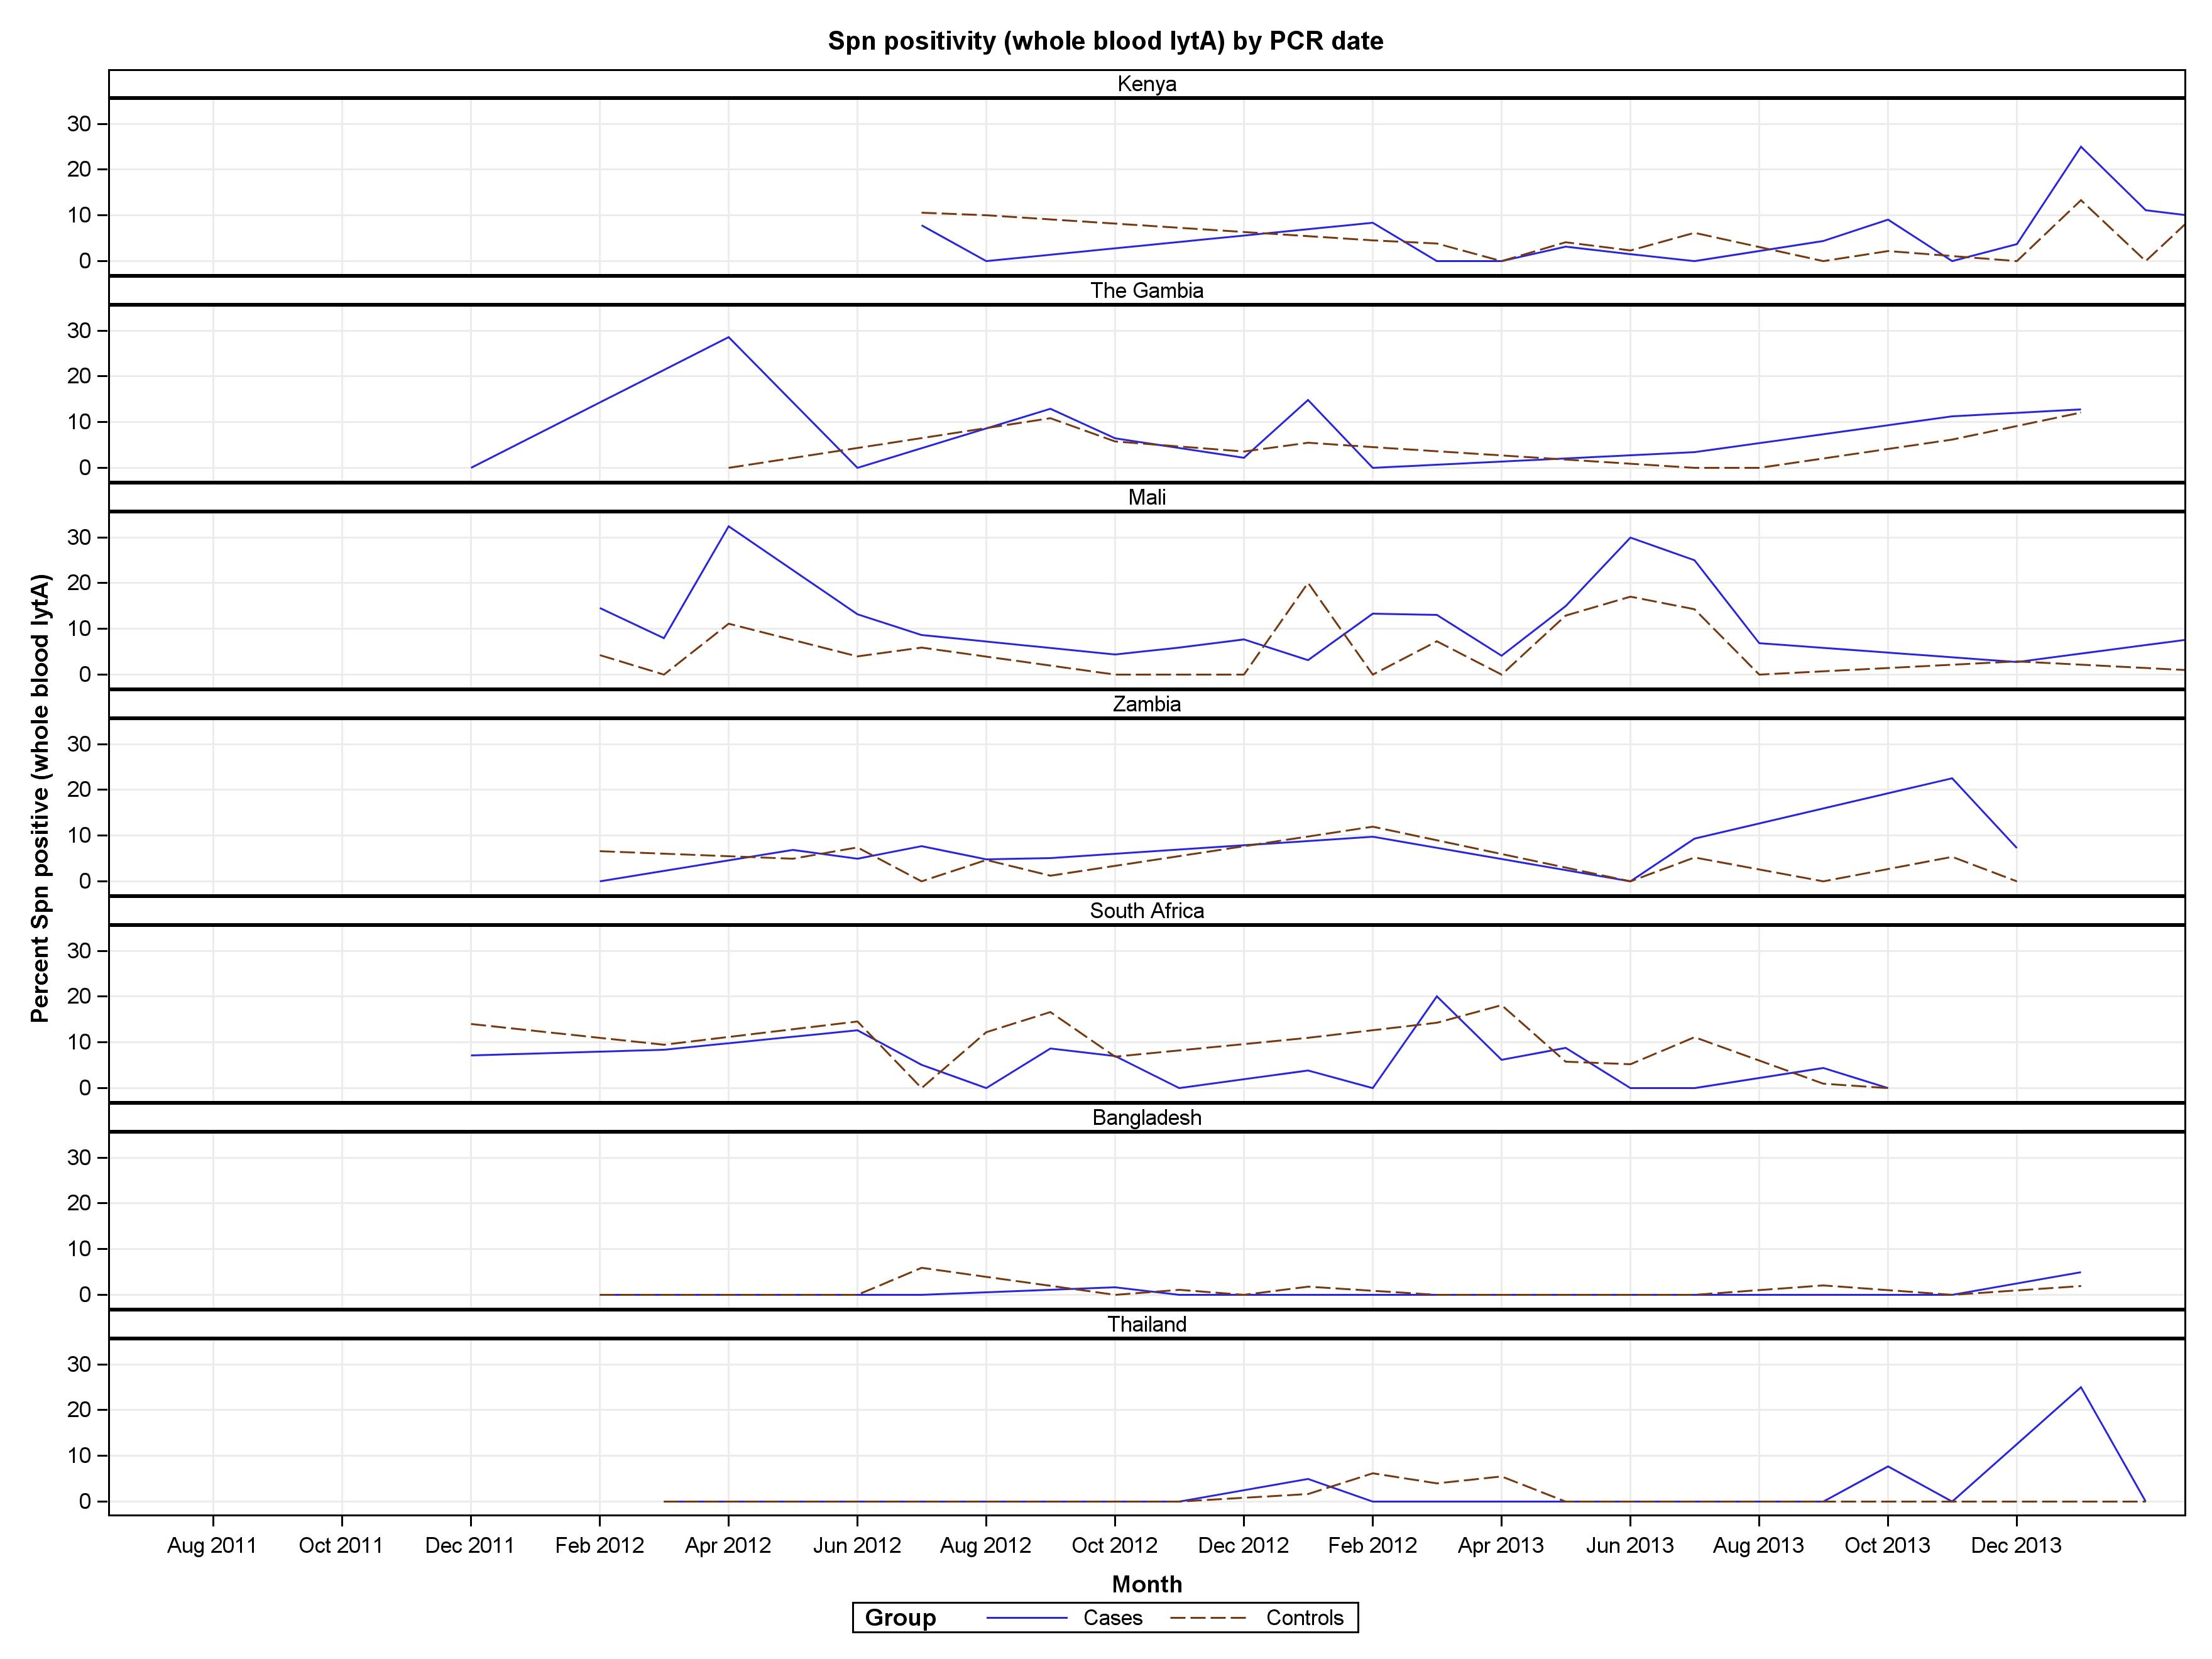 Spn positivity (whole blood lytA) by PCR date
Percent Spn positive (whole blood lytA)
Kenya
30
20
10
0
The Gambia
30
20
10
0
Mali
30
20
10
0
Zambia
30
20
10
0
South Africa
30
20
10
0
Bangladesh
30
20
10
0
Thailand
30
20
10
0
Aug 2011 Oct 2011 Dec 2011 Feb 2012 Apr 2012 Jun 2012 Aug 2012 Oct 2012 Dec 2012 Feb 2012 Apr 2013 Jun 2013 Aug 2013 Oct 2013 Dec 2013
Month
Group Cases Controls